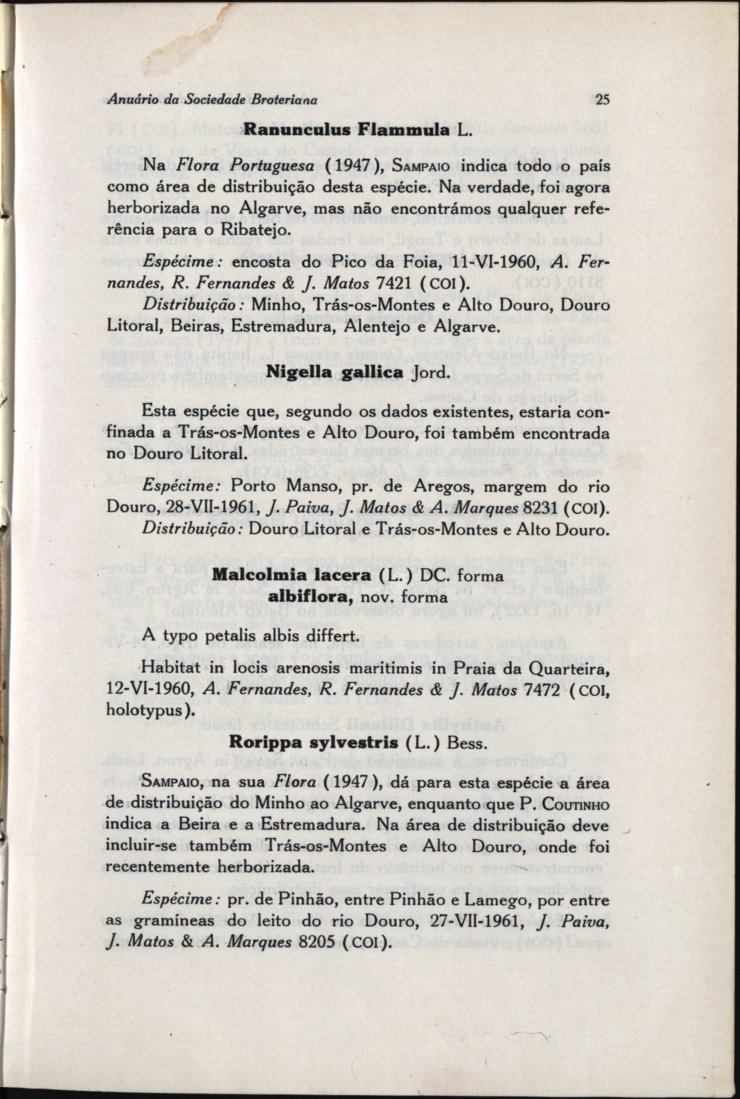 Anuário da Sociedade Broteriana 25
Ranunculus Flammula L.
Na Flora Portuguesa (1947), SAMPAIO indica todo o país
como área de distribuição desta espécie. Na verdade, foi agora
herborizada no Algarve, mas não encontrámos qualquer refe-
rência para o Ribatejo.
Espécime: encosta do Pico da Foia, 11-VI-1960, A. Fer-
nandes, R. Fernandes & J. Matos 7421 (COI).
Distribuição: Minho, Trás-os-Montes e Alto Douro, Douro
Litoral, Beiras, Estremadura, Alentejo e Algarve.
Nigella gallica Jord.
Esta espécie que, segundo os dados existentes, estaria con-
finada a Trás-os-Montes e Alto Douro, foi também encontrada
no Douro Litoral.
Espécime: Porto Manso, pr. de Aregos, margem do rio
Douro, 28-VII-1961, J. Paiva, J. Matos & A. Marques 8231 (COI).
Distribuição: Douro Litoral e Trás-os-Montes e Alto Douro.
Malcolmia lacera (L.) DC. forma
albiflora, nov. forma
A typo petalis albis differt.
Habitat in locis arenosis maritimis in Praia da Quarteira,
12-VI-1960, A. Fernandes, R. Fernandes & J. Matos 7472 (COI,
holotypus).
Rorippa sylvestris (L.) Bess.
SAMPAIO, na sua Flora (1947), dá para esta espécie a área
de distribuição do Minho ao Algarve, enquanto que P. COUTINHO
indica a Beira e a Estremadura. Na área de distribuição deve
incluir-se também Trás-os-Montes e Alto Douro, onde foi
recentemente herborizada.
Espécime: pr. de Pinhão, entre Pinhão e Lamego, por entre
as gramíneas do leito do rio Douro, 27-VII-1961, J. Paiva,
J. Matos & A. Marques 8205 (COI).